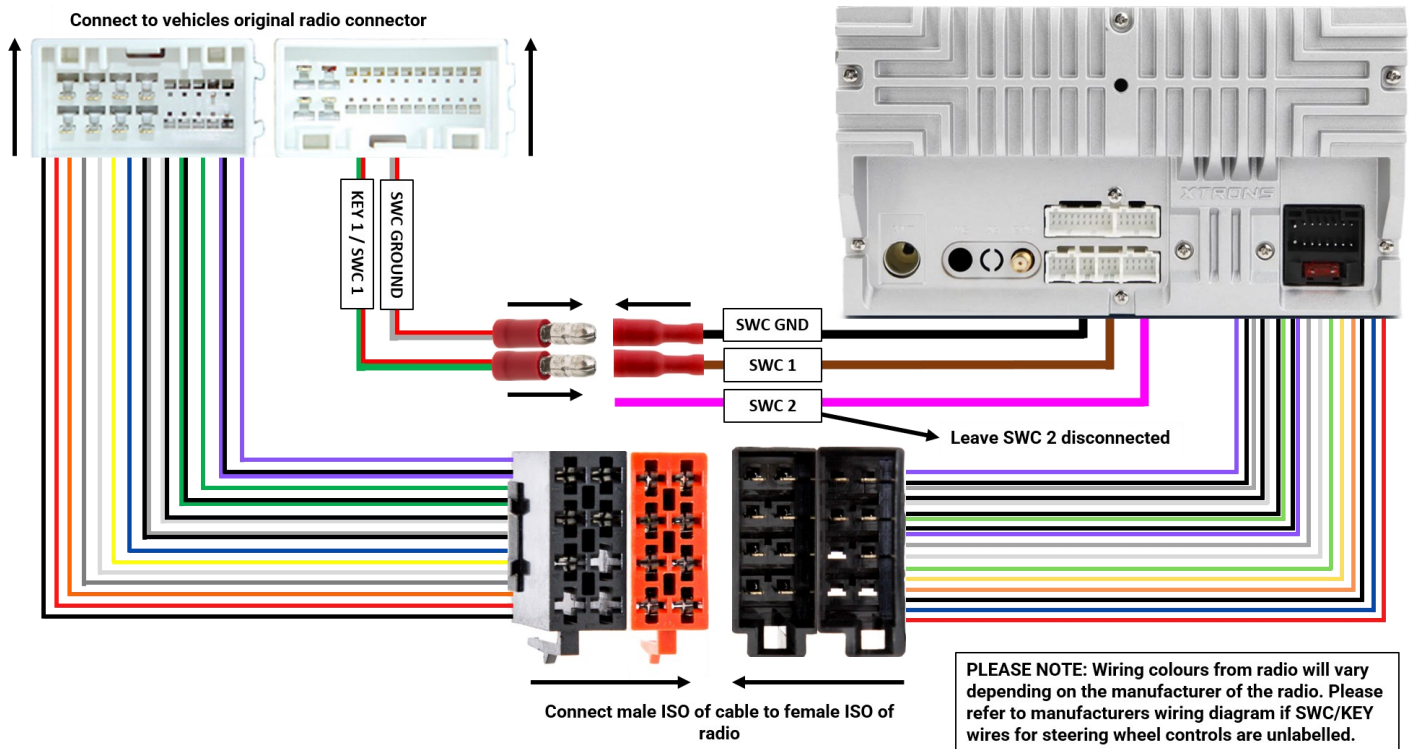 Connect to vehicles original radio connector
KEY 1 / SWC 1
SWC GROUND
XTRONS
SWC GND
SWC 1
SWC 2
Leave SWC 2 disconnected
Connect male ISO of cable to female ISO of
radio
PLEASE NOTE: Wiring colours from radio will vary
depending on the manufacturer of the radio. Please
refer to manufacturers wiring diagram if SWC/KEY
wires for steering wheel controls are unlabelled.